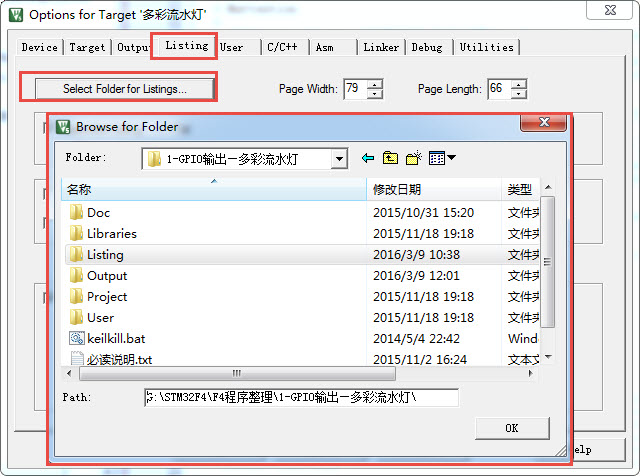 Options for Target '多彩流水灯'
Device Target Output Listing User C/C++ Asm Linker Debug Utilities
Select Folder for Listings... Page Width: 79 Page Length: 66
Browse for Folder
Folder: 1-GPIO输出—多彩流水灯
名称 修改日期 类型
Doc 2015/10/31 15:20 文件夹
Libraries 2015/11/18 19:18 文件夹
Listing 2016/3/9 10:38 文件夹
Output 2016/3/9 12:01 文件夹
Project 2015/11/18 19:18 文件夹
User 2015/11/18 19:18 文件夹
keilkill.bat 2014/5/4 22:42 Wind
必读说明.txt 2015/11/2 16:24 文本文
Path: G:\STM32F4\F4程序整理\1-GPIO输出—多彩流水灯\
OK
elp